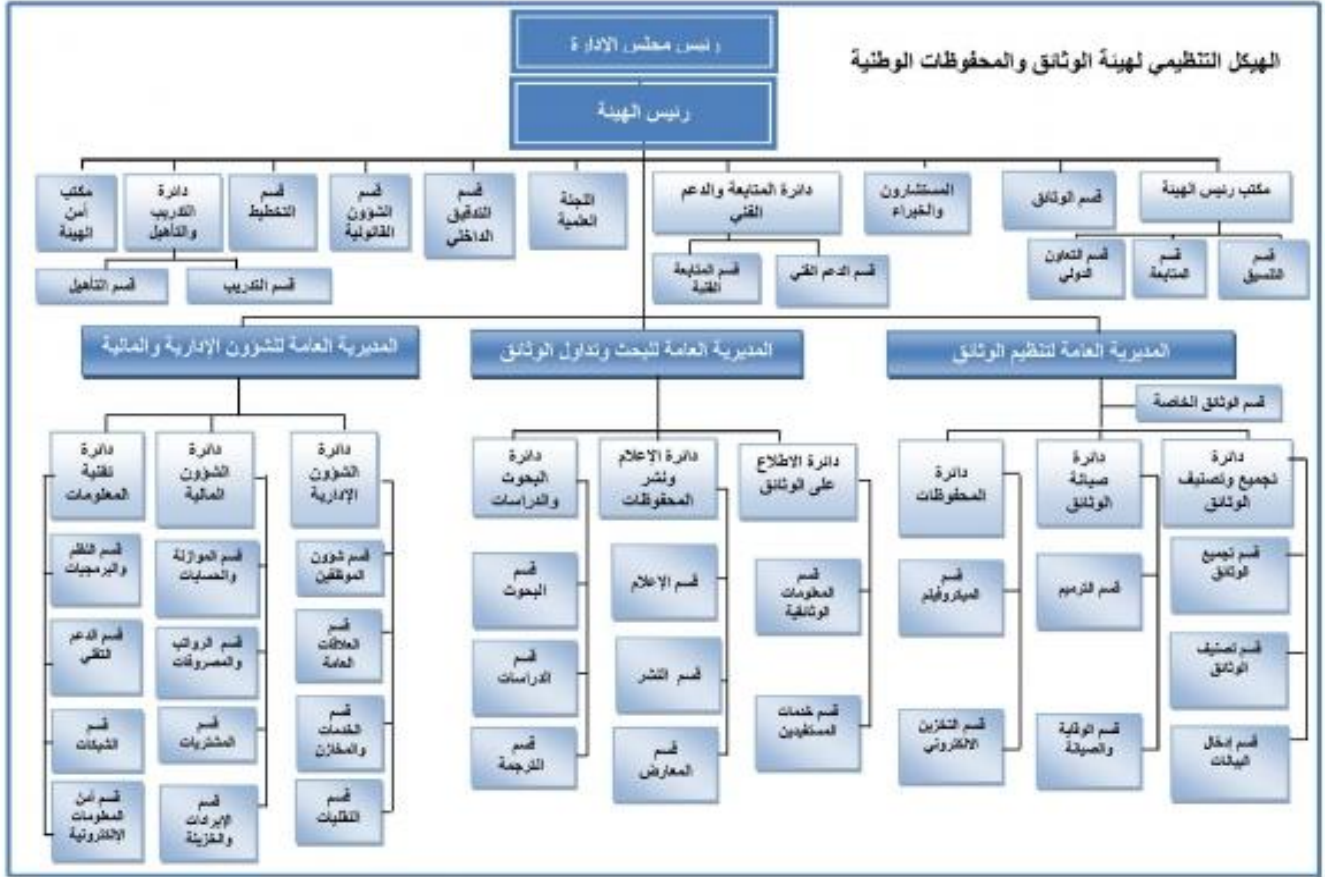 رئيس مجلس الإدارة
الهيكل التنظيمي لهيئة الوثائق والمحفوظات الوطنية
رئيس الهيئة
مكتب رئيس الهيئة
قسم الوثائق
المستشارون
والخبراء
دائرة المتابعة والدعم
الفني
اللجنة
العلمية
قسم
التدقيق
الداخلي
قسم
الشؤون
القانونية
قسم
التخطيط
دائرة
التدريب
والتأهيل
مكتب
أمن
الهيئة
قسم
التنسيق
قسم
المتابعة
قسم التعاون
الدولي
قسم الدعم الفني
قسم المتابعة
الفنية
قسم التدريب
قسم التأهيل
المديرية العامة لتنظيم الوثائق
المديرية العامة للبحث وتداول الوثائق
المديرية العامة للشؤون الإدارية والمالية
قسم الوثائق الخاصة
دائرة
تجميع وتصنيف
الوثائق
دائرة
صيانة
الوثائق
دائرة
المحفوظات
دائرة الاطلاع
على الوثائق
دائرة الإعلام
ونشر
المحفوظات
دائرة
البحوث
والدراسات
دائرة
الشؤون
الإدارية
دائرة
الشؤون
المالية
دائرة
تقنية
المعلومات
قسم تجميع
الوثائق
قسم الترميم
قسم
الميكروفيلم
قسم
المعلومات
الوثائقية
قسم الإعلام
قسم
البحوث
قسم شؤون
الموظفين
قسم الموازنة
والحسابات
قسم النظم
والبرمجيات
قسم تصنيف
الوثائق
قسم النشر
قسم
الدراسات
قسم
العلاقات
العامة
قسم الرواتب
والمصروفات
قسم الدعم
التقني
قسم إدخال
البيانات
قسم الوقاية
والصيانة
قسم التخزين
الالكتروني
قسم خدمات
المستفيدين
قسم
المعارض
قسم
الترجمة
قسم
الخدمات
والمخازن
قسم
المشتريات
قسم
الشبكات
قسم
النقليات
قسم
الإيرادات
والخزينة
قسم أمن
المعلومات
الالكترونية